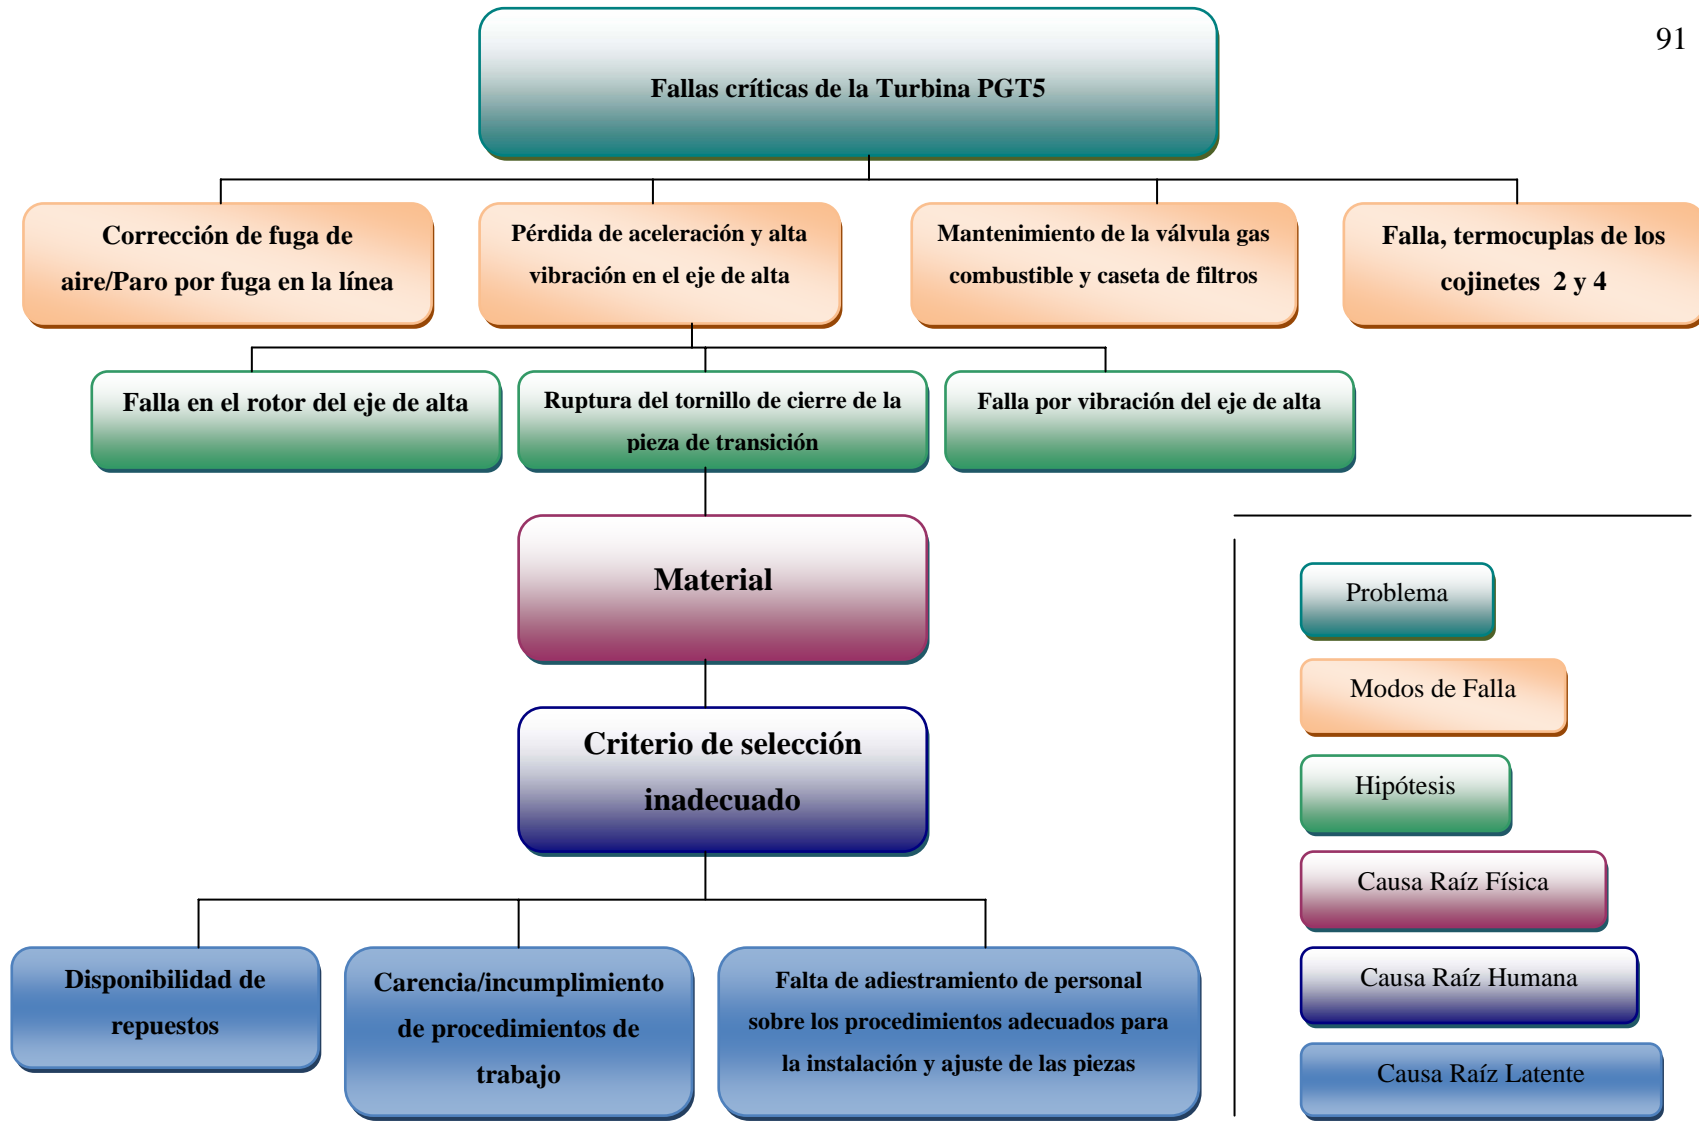 91
Fallas críticas de la Turbina PGT5
Corrección de fuga de
aire/Paro por fuga en la línea
Pérdida de aceleración y alta
vibración en el eje de alta
Mantenimiento de la válvula gas
combustible y caseta de filtros
Falla, termocuplas de los
cojinetes 2 y 4
Falla en el rotor del eje de alta
Ruptura del tornillo de cierre de la
pieza de transición
Falla por vibración del eje de alta
Material
Criterio de selección
inadecuado
Disponibilidad de
repuestos
Carencia/incumplimiento
de procedimientos de
trabajo
Falta de adiestramiento de personal
sobre los procedimientos adecuados para
la instalación y ajuste de las piezas
Problema
Modos de Falla
Hipótesis
Causa Raíz Física
Causa Raíz Humana
Causa Raíz Latente